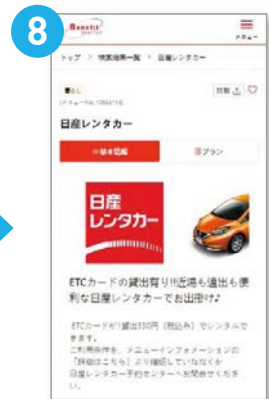 8
Benefit
メニュー
トップ > 検索結果一覧 > 日産レンタカー
日産レンタカー
基本情報
プラン
日産
レンタカー
ETCカードの貸出有り!!近場も遠出も便
利な日産レンタカーでお出掛け♪
ETCカードが1貸出330円（税込み）でレンタルで
きます。
ご利用条件を、メニューインフォメーションの
「詳細はこちら」より確認していただくか
日産レンタカー予約センターへお問合せくださ
い。